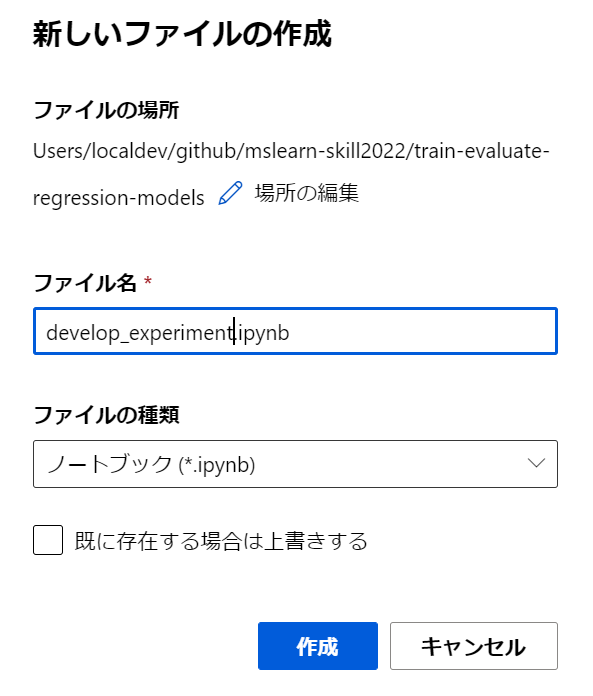 新しいファイルの作成
ファイルの場所
Users/localdev/github/mslearn-skill2022/train-evaluate-
regression-models 場所の編集
ファイル名 *
develop_experiment.ipynb
ファイルの種類
ノートブック (*.ipynb)
既に存在する場合は上書きする
作成 キャンセル